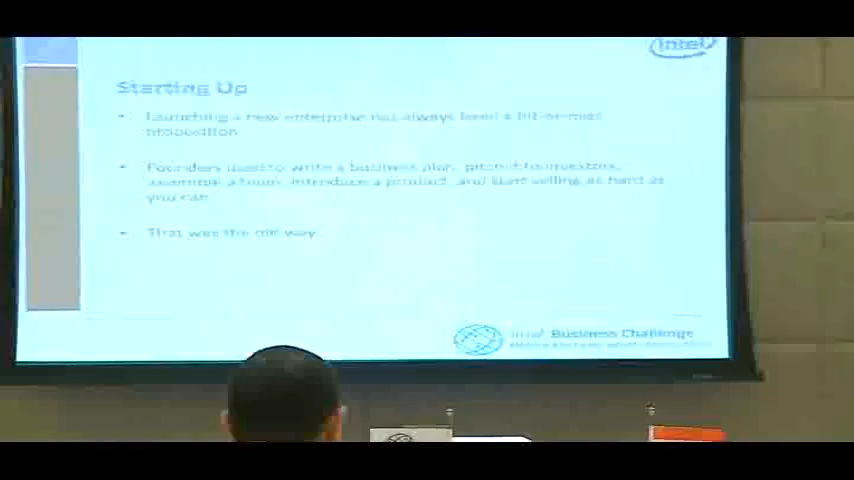 intel
Starting Up
• Launching a new enterprise has always been a hit-or-miss
proposition
• Founders used to write a business plan, pitch it to investors,
assemble a team, introduce a product, and start selling as hard as
you can
• That was the old way
Intel Business Challenge